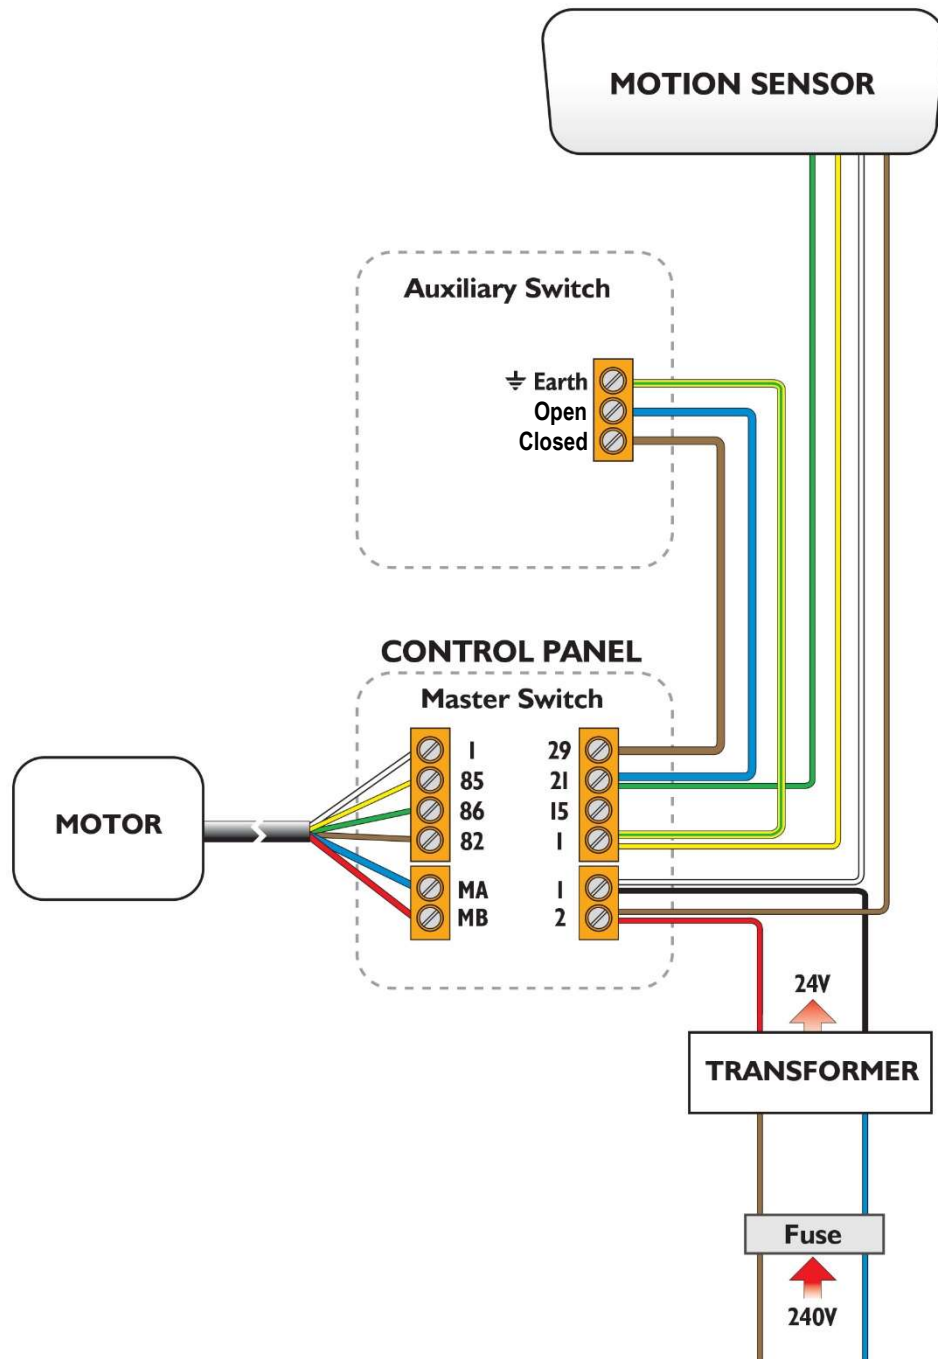 MOTION SENSOR
Auxiliary Switch
Earth
Open
Closed
CONTROL PANEL
Master Switch
1 29
85 21
86 15
82 1
MA 1
MB 2
MOTOR
24V
TRANSFORMER
Fuse
240V